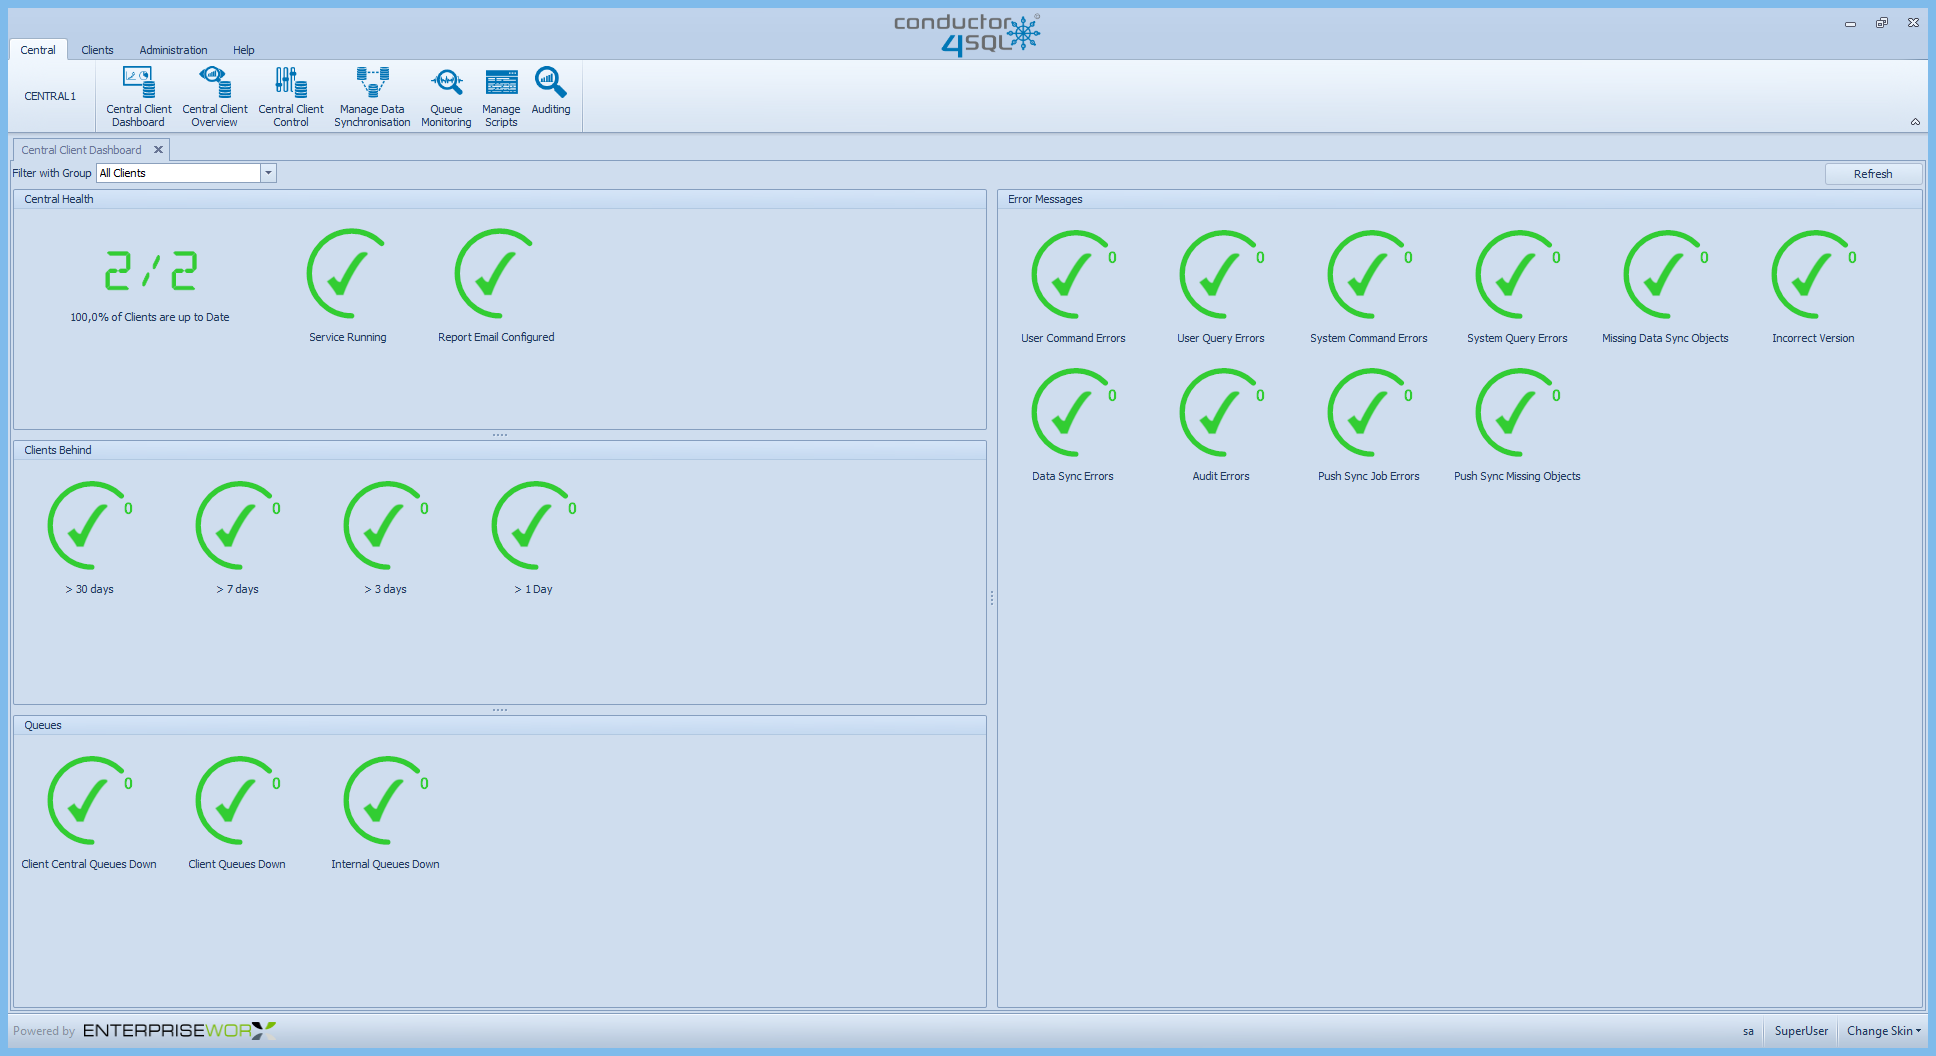 conductor
4SQL
Central Clients Administration Help
CENTRAL1
Central Client Dashboard
Central Client Overview
Central Client Control
Manage Data Synchronisation
Queue Monitoring
Manage Scripts
Auditing
Central Client Dashboard
Filter with Group All Clients
Refresh
Central Health
2/2
100,0% of Clients are up to Date
Service Running
Report Email Configured
Clients Behind
0 0 0 0
> 30 days > 7 days > 3 days > 1 Day
Queues
0 0 0
Client Central Queues Down Client Queues Down Internal Queues Down
Error Messages
0 0 0 0 0 0
User Command Errors User Query Errors System Command Errors System Query Errors Missing Data Sync Objects Incorrect Version
0 0 0 0
Data Sync Errors Audit Errors Push Sync Job Errors Push Sync Missing Objects
Powered by ENTERPRISEWORX
sa SuperUser Change Skin